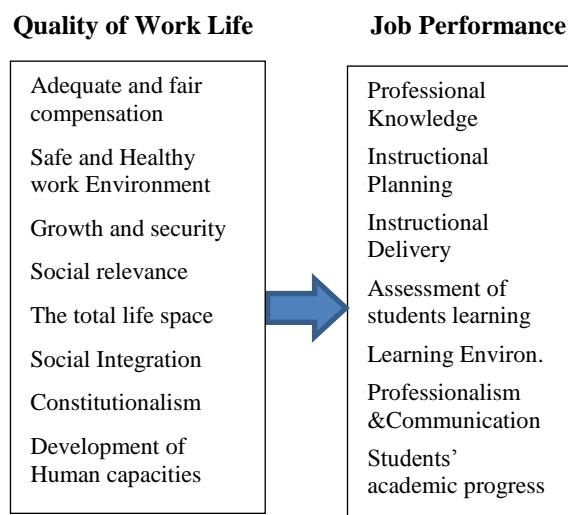 Quality of Work Life
Adequate and fair
compensation
Safe and Healthy
work Environment
Growth and security
Social relevance
The total life space
Social Integration
Constitutionalism
Development of
Human capacities
Job Performance
Professional
Knowledge
Instructional
Planning
Instructional
Delivery
Assessment of
students learning
Learning Environ.
Professionalism
&Communication
Students’
academic progress